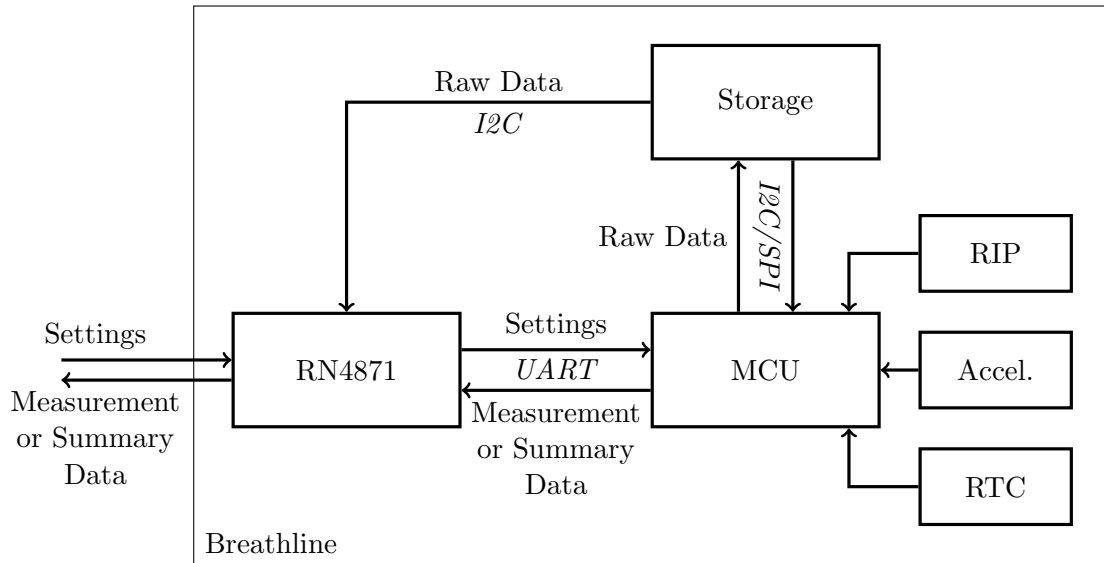 Raw Data
I2C
Storage
Raw Data
I2C/SPI
RIP
Settings
Settings
RN4871
UART
MCU
Accel.
Measurement
or Summary
Data
Measurement
or Summary
Data
RTC
Breathline